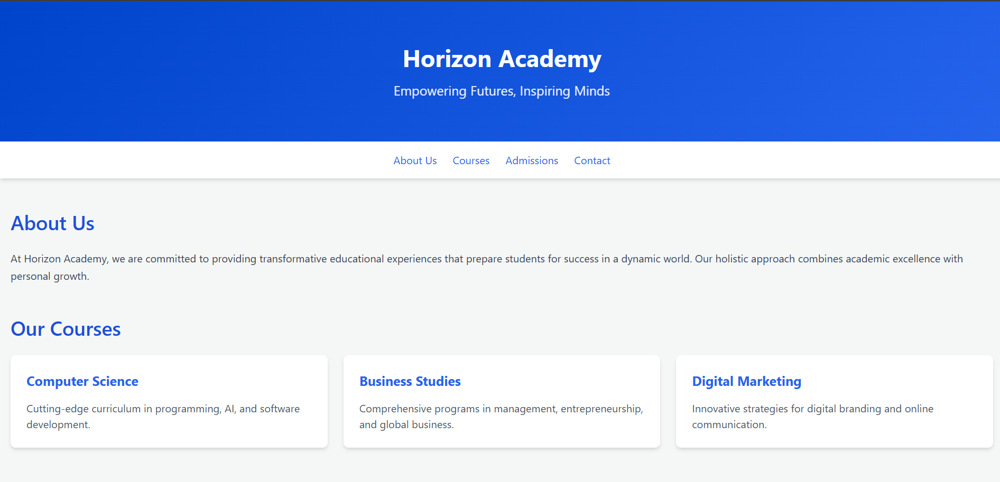 Horizon Academy
Empowering Futures, Inspiring Minds
About Us Courses Admissions Contact
About Us
At Horizon Academy, we are committed to providing transformative educational experiences that prepare students for success in a dynamic world. Our holistic approach combines academic excellence with
personal growth.
Our Courses
Computer Science
Cutting-edge curriculum in programming, AI, and software
development.
Business Studies
Comprehensive programs in management, entrepreneurship,
and global business.
Digital Marketing
Innovative strategies for digital branding and online
communication.